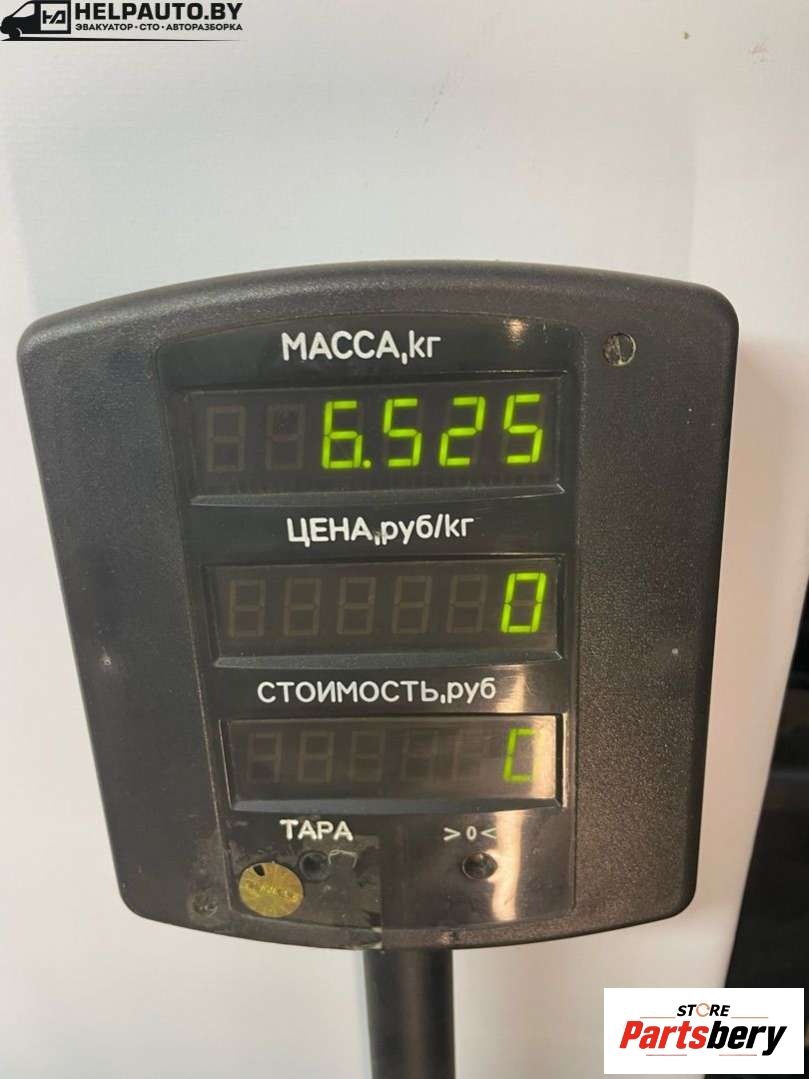 HELPAUTO.BY
ЭВАКУАТОР•СТО•АВТОРАЗБОРКА
МАССА,кг
6.525
ЦЕНА,руб/кг
0
СТОИМОСТЬ,руб
ТАРА >0<
STORE
Partsbery